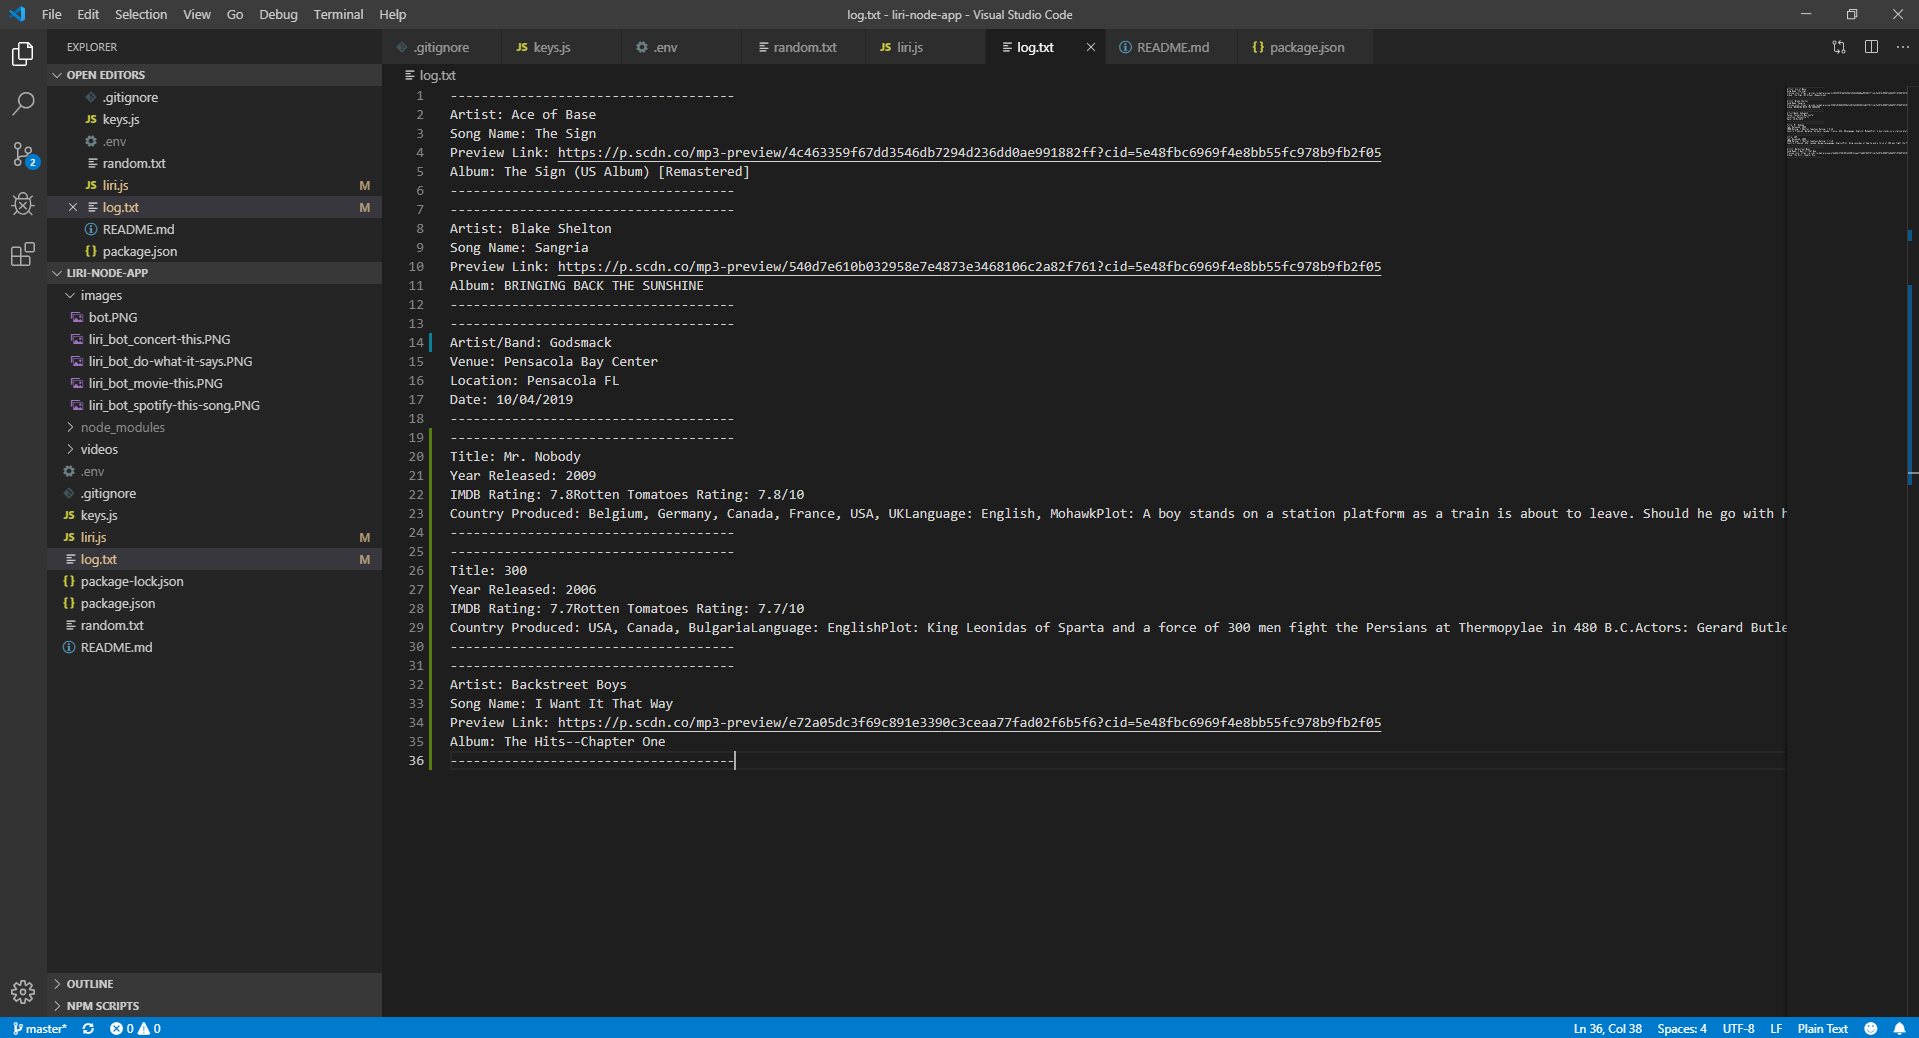 File Edit Selection View Go Debug Terminal Help
log.txt - liri-node-app - Visual Studio Code
EXPLORER
OPEN EDITORS
.gitignore
JS keys.js
.env
random.txt
JS liri.js M
log.txt M
README.md
{} package.json
LIRI-NODE-APP
images
bot.PNG
liri_bot_concert-this.PNG
liri_bot_do-what-it-says.PNG
liri_bot_movie-this.PNG
liri_bot_spotify-this-song.PNG
node_modules
videos
.env
.gitignore
JS keys.js
JS liri.js M
log.txt M
{} package-lock.json
{} package.json
random.txt
README.md
OUTLINE
NPM SCRIPTS
2
.gitignore JS keys.js .env random.txt JS liri.js log.txt README.md {} package.json
log.txt
1 -------------------------------------
2 Artist: Ace of Base
3 Song Name: The Sign
4 Preview Link: https://p.scdn.co/mp3-preview/4c463359f67dd3546db7294d236dd0ae991882ff?cid=5e48fbc6969f4e8bb55fc978b9fb2f05
5 Album: The Sign (US Album) [Remastered]
6 -------------------------------------
7 -------------------------------------
8 Artist: Blake Shelton
9 Song Name: Sangria
10 Preview Link: https://p.scdn.co/mp3-preview/540d7e610b032958e7e4873e3468106c2a82f761?cid=5e48fbc6969f4e8bb55fc978b9fb2f05
11 Album: BRINGING BACK THE SUNSHINE
12 -------------------------------------
13 -------------------------------------
14 Artist/Band: Godsmack
15 Venue: Pensacola Bay Center
16 Location: Pensacola FL
17 Date: 10/04/2019
18 -------------------------------------
19 -------------------------------------
20 Title: Mr. Nobody
21 Year Released: 2009
22 IMDB Rating: 7.8Rotten Tomatoes Rating: 7.8/10
23 Country Produced: Belgium, Germany, Canada, France, USA, UKLanguage: English, MohawkPlot: A boy stands on a station platform as a train is about to leave. Should he go with
24 -------------------------------------
25 -------------------------------------
26 Title: 300
27 Year Released: 2006
28 IMDB Rating: 7.7Rotten Tomatoes Rating: 7.7/10
29 Country Produced: USA, Canada, BulgariaLanguage: EnglishPlot: King Leonidas of Sparta and a force of 300 men fight the Persians at Thermopylae in 480 B.C.Actors: Gerard Butle
30 -------------------------------------
31 -------------------------------------
32 Artist: Backstreet Boys
33 Song Name: I Want It That Way
34 Preview Link: https://p.scdn.co/mp3-preview/e72a05dc3f69c891e3390c3ceaa77fad02f6b5f6?cid=5e48fbc6969f4e8bb55fc978b9fb2f05
35 Album: The Hits--Chapter One
36 -------------------------------------
master* 0 0 Ln 36, Col 38 Spaces: 4 UTF-8 LF Plain Text